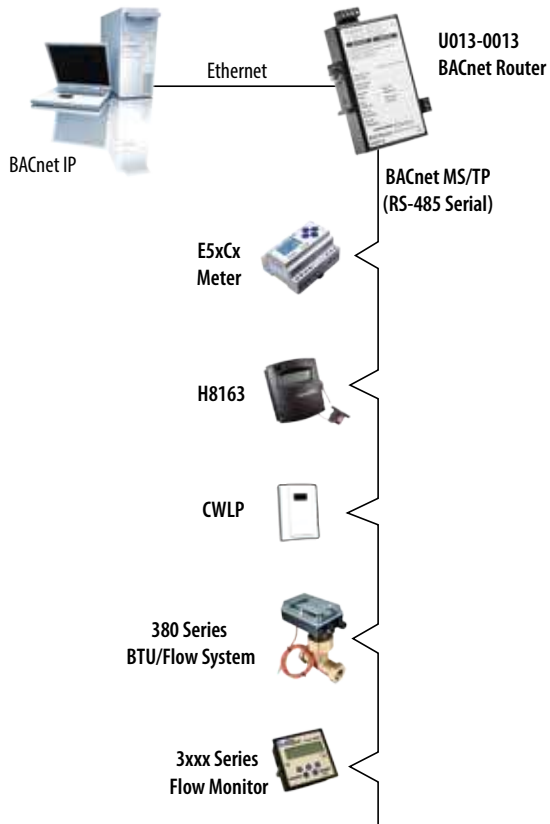 Ethernet
U013-0013
BACnet Router
BACnet IP
BACnet MS/TP
(RS-485 Serial)
E5xCx
Meter
H8163
CWLP
380 Series
BTU/Flow System
3xxx Series
Flow Monitor